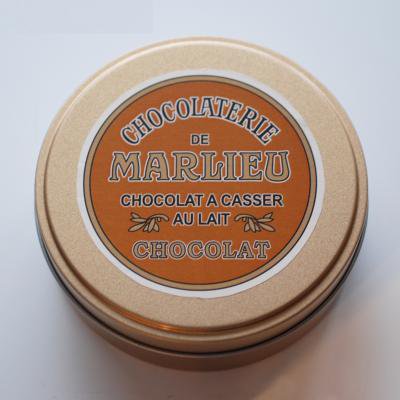 CHOCOLATERIE
DE
MARLIEU
CHOCOLAT A CASSER
AU LAIT
CHOCOLAT